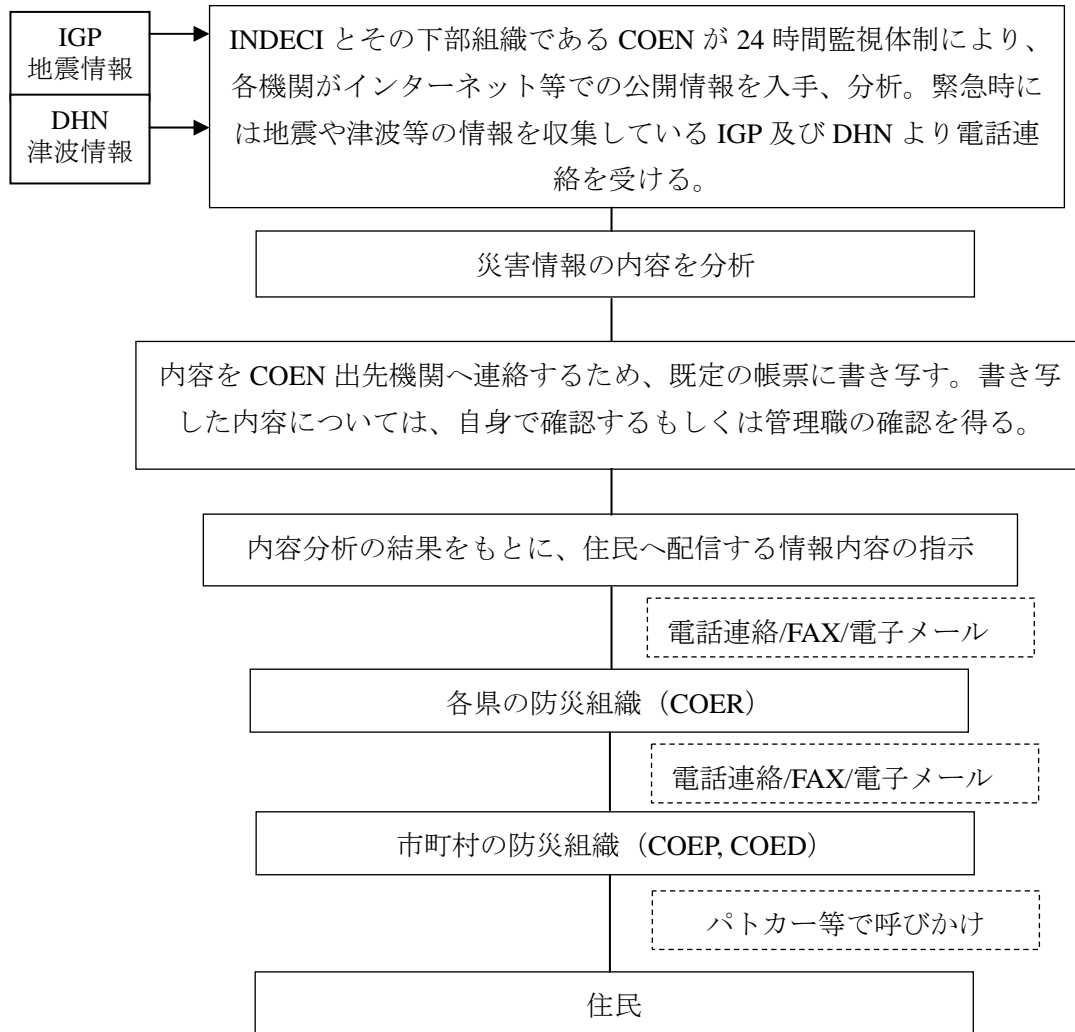 IGP
地震情報
DHN
津波情報
INDECI とその下部組織である COEN が 24 時間監視体制により、
各機関がインターネット等での公開情報を入手、分析。緊急時に
は地震や津波等の情報を収集している IGP 及び DHN より電話連
絡を受ける。
災害情報の内容を分析
内容を COEN 出先機関へ連絡するため、既定の帳票に書き写す。書き写
した内容については、自身で確認するもしくは管理職の確認を得る。
内容分析の結果をもとに、住民へ配信する情報内容の指示
電話連絡/FAX/電子メール
各県の防災組織（COER）
電話連絡/FAX/電子メール
市町村の防災組織（COEP, COED）
パトカー等で呼びかけ
住民